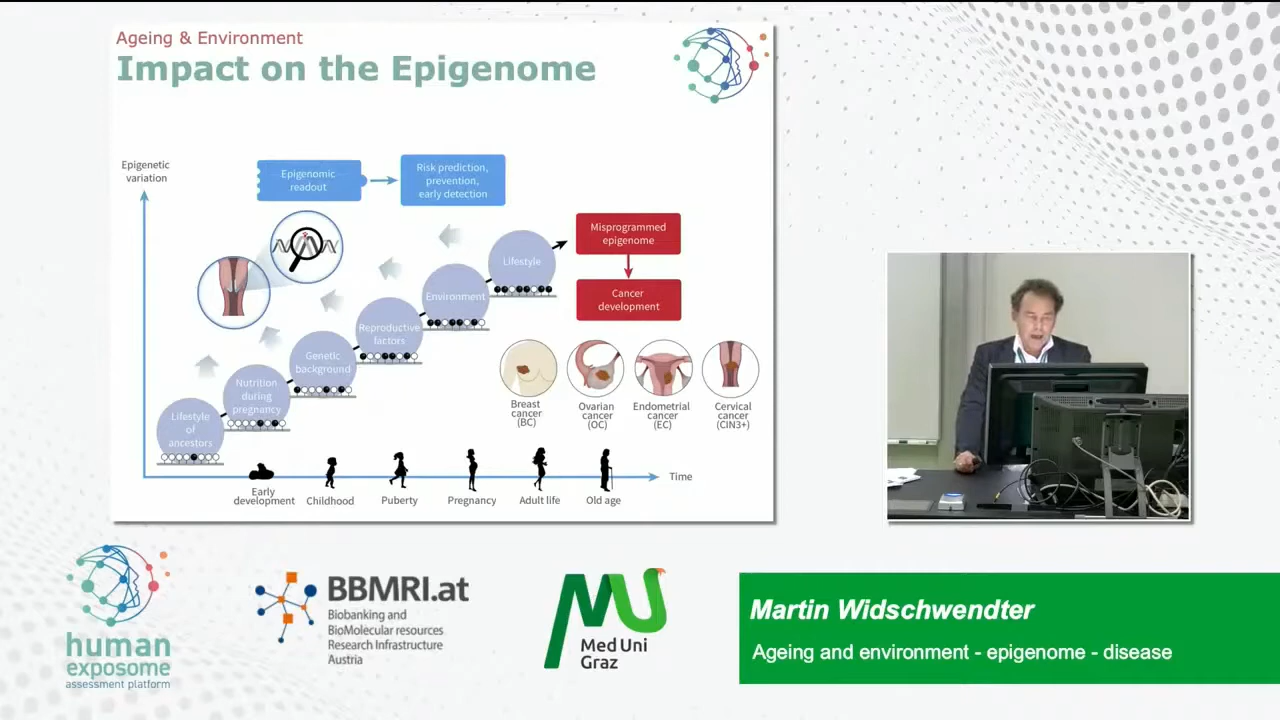 Ageing & Environment
Impact on the Epigenome
Epigenetic
variation
Epigenomic
readout
Risk prediction,
prevention,
early detection
Misprogrammed
epigenome
Cancer
development
Lifestyle
Environment
Reproductive
factors
Genetic
background
Nutrition
during
pregnancy
Lifestyle
of
ancestors
Breast
cancer
(BC)
Ovarian
cancer
(OC)
Endometrial
cancer
(EC)
Cervical
cancer
(CIN3+)
Time
Early
development
Childhood
Puberty
Pregnancy
Adult life
Old age
human
exposome
assessment platform
BBMRI.at
Biobanking and
BioMolecular resources
Research Infrastructure
Austria
Med Uni
Graz
Martin Widschwendter
Ageing and environment - epigenome - disease